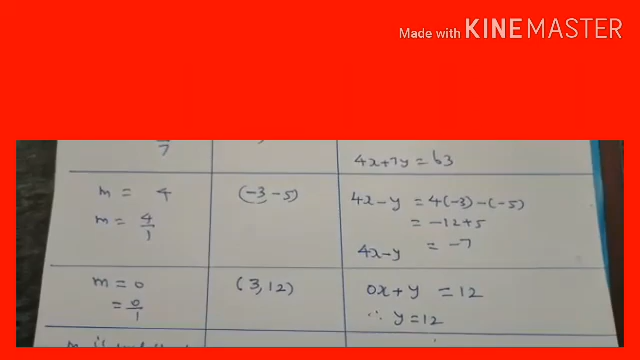 Made with KINEMASTER
7
4x+7y = 63
m = 4
(-3 -5)
4x-y = 4(-3)-(-5)
m = 4/1
= -12+5
4x-y = -7
m = 0
(3,12)
0x+y = 12
= 0/1
∴ y=12